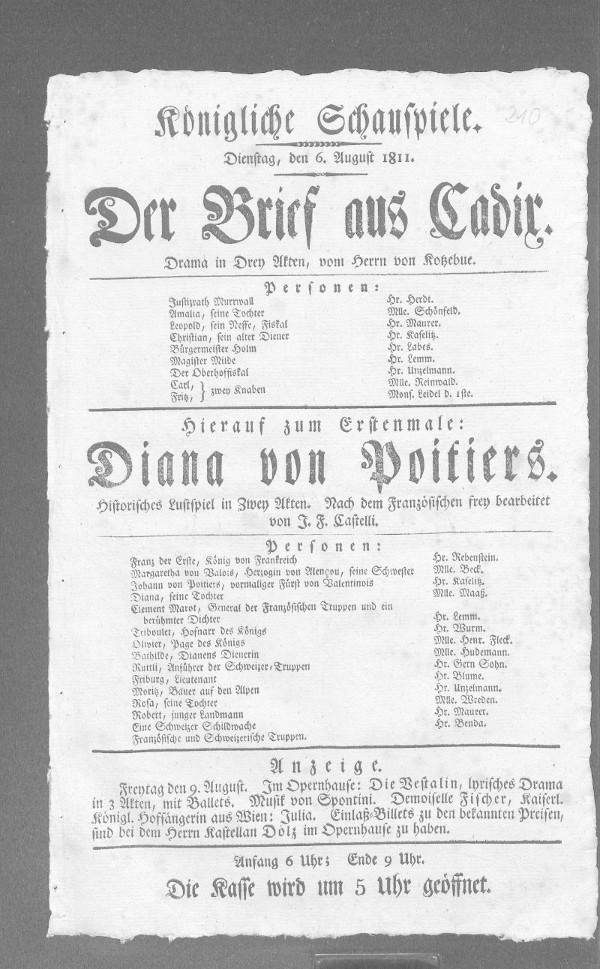 210
Königliche Schauspiele.
Dienstag, den 6. August 1811.
Der Brief aus Cadix.
Drama in Drey Akten, vom Herrn von Kotzebue.
Personen:
Justizrath Murrwall Hr. Herdt.
Amalia, seine Tochter Mlle. Schönfeld.
Leopold, sein Neffe, Fiskal Hr. Maurer.
Christian, sein alter Diener Hr. Kaselitz.
Bürgermeister Holm Hr. Labes.
Magister Milde Hr. Lemm.
Der Oberhoffiskal Hr. Unzelmann.
Carl, } zwey Knaben Mlle. Reinwald.
Fritz, } Mons. Leidel d. 1ste.
Hierauf zum Erstenmale:
Diana von Poitiers.
Historisches Lustspiel in Zwey Akten. Nach dem Französischen frey bearbeitet
von J. F. Castelli.
Personen:
Franz der Erste, König von Frankreich Hr. Rebenstein.
Margaretha von Valois, Herzogin von Alençon, seine Schwester Mlle. Beck.
Johann von Poitiers, vormaliger Fürst von Valentinois Hr. Kaselitz.
Diana, seine Tochter Mlle. Maaß.
Clement Marot, General der Französischen Truppen und ein
berühmter Dichter Hr. Lemm.
Triboulet, Hofnarr des Königs Hr. Wurm.
Olivier, Page des Königs Mlle. Henr. Fleck.
Bathilde, Dianens Dienerin Mlle. Hudemann.
Ruttli, Anführer der Schweizer-Truppen Hr. Gern Sohn.
Friburg, Lieutenant Hr. Blume.
Moritz, Bauer auf den Alpen Hr. Unzelmann.
Rosa, seine Tochter Mlle. Wreden.
Robert, junger Landmann Hr. Maurer.
Eine Schweizer Schildwache Hr. Benda.
Französische und Schweizerische Truppen.
Anzeige.
Freytag den 9. August. Im Opernhause: Die Vestalin, lyrisches Drama
in 3 Akten, mit Ballets. Musik von Spontini. Demoiselle Fischer, Kaiserl.
Königl. Hofsängerin aus Wien: Julia. Einlaß-Billets zu den bekannten Preisen,
sind bei dem Herrn Kastellan Dölz im Opernhause zu haben.
Anfang 6 Uhr; Ende 9 Uhr.
Die Kasse wird um 5 Uhr geöffnet.